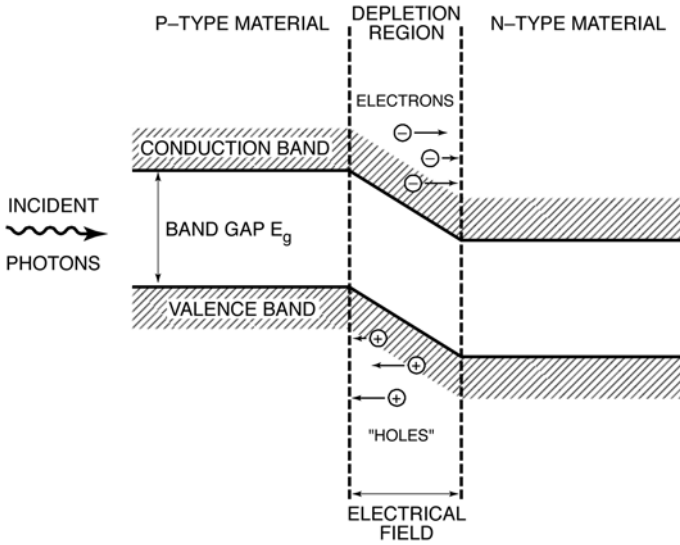 P–TYPE MATERIAL
DEPLETION
REGION
N–TYPE MATERIAL
ELECTRONS
CONDUCTION BAND
INCIDENT
PHOTONS
BAND GAP Eg
VALENCE BAND
"HOLES"
ELECTRICAL
FIELD